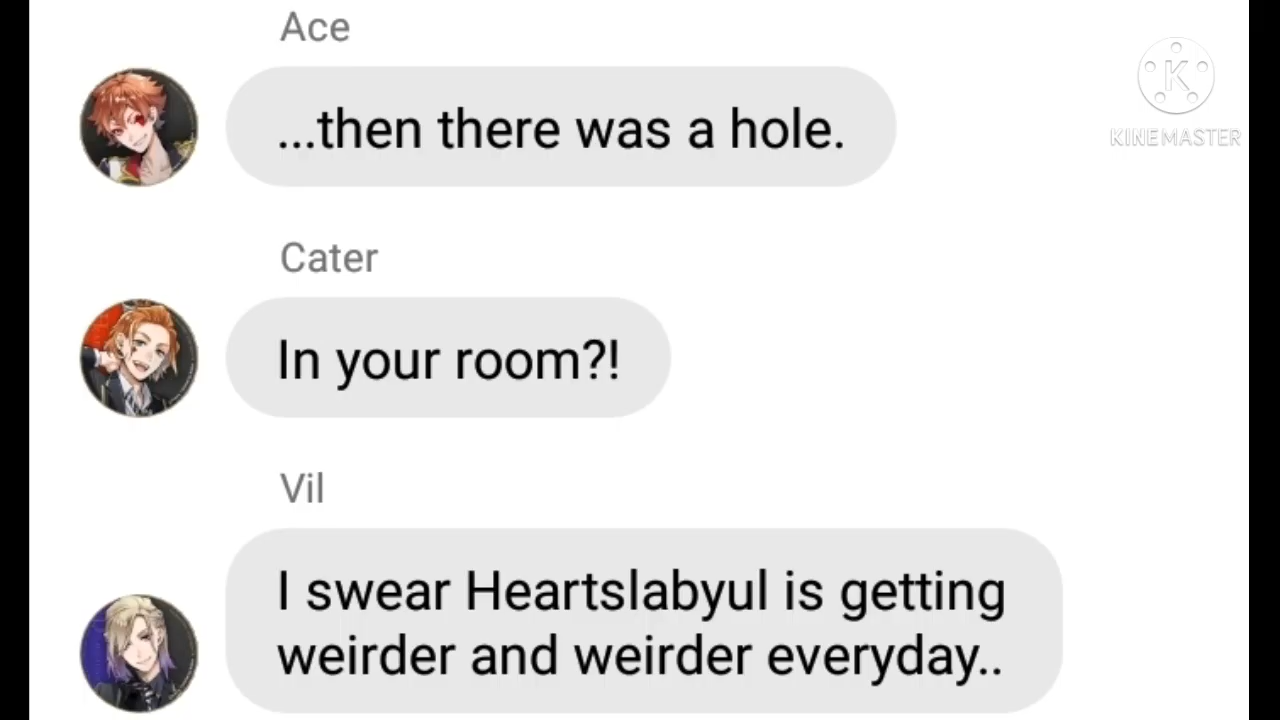 Ace
...then there was a hole.
K
KINEMASTER
Cater
In your room?!
Vil
I swear Heartslabyul is getting
weirder and weirder everyday..